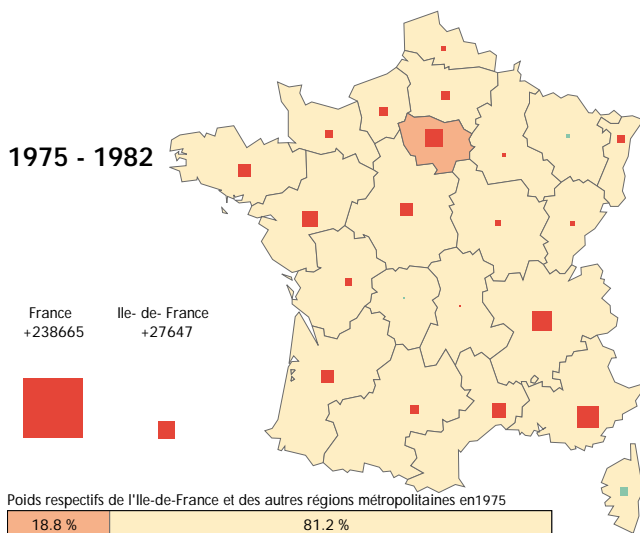 1975 - 1982
France
+238665
Ile- de- France
+27647
Poids respectifs de l'Ile-de-France et des autres régions métropolitaines en1975
18.8 %
81.2 %